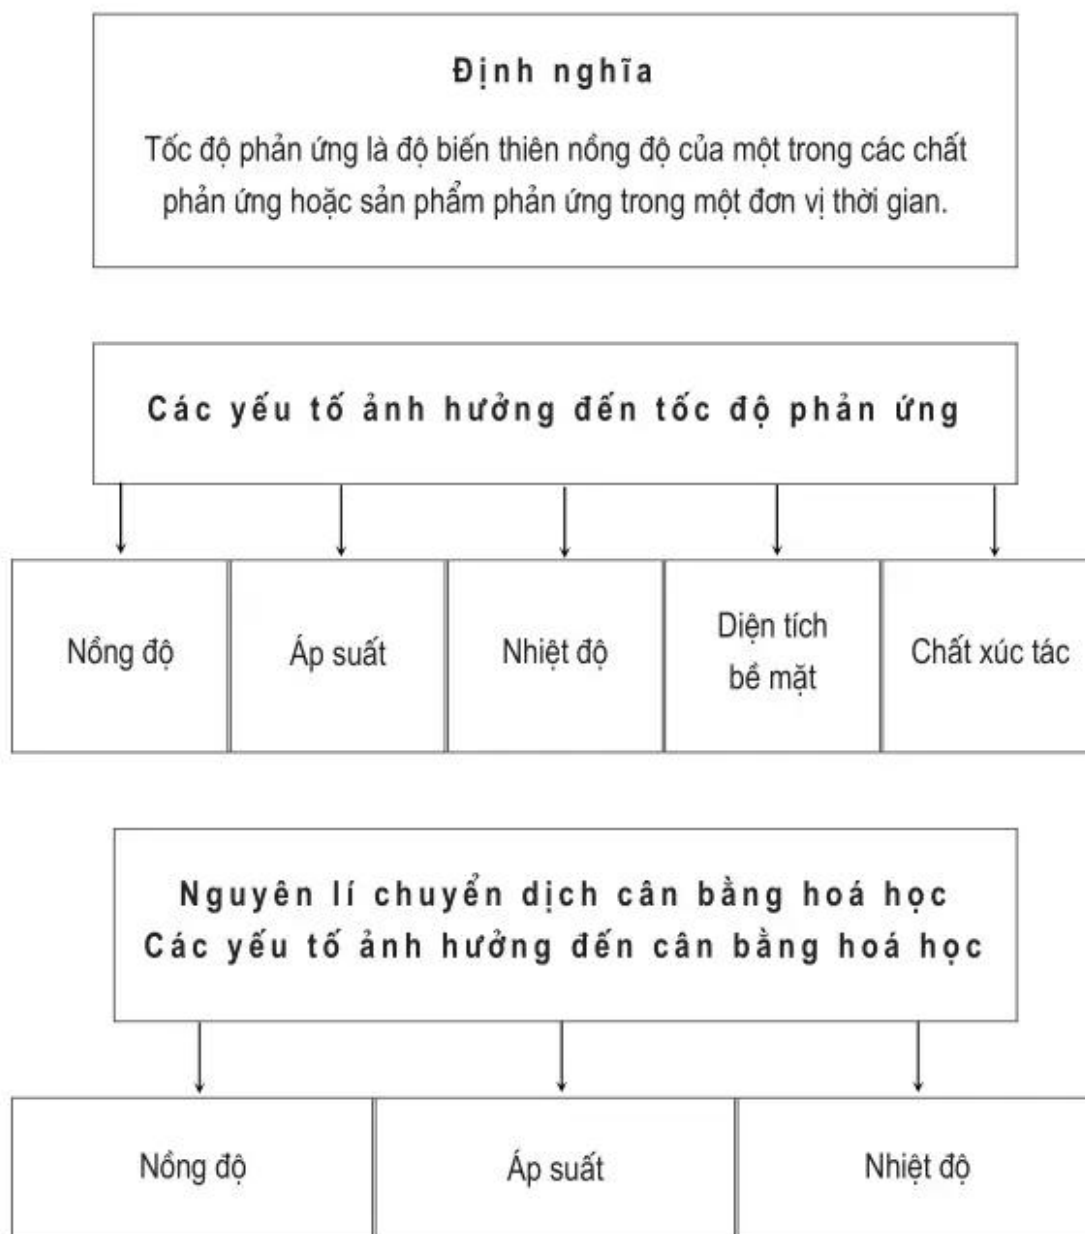 Định nghĩa
Tốc độ phản ứng là độ biến thiên nồng độ của một trong các chất
phản ứng hoặc sản phẩm phản ứng trong một đơn vị thời gian.
Các yếu tố ảnh hưởng đến tốc độ phản ứng
Nồng độ
Áp suất
Nhiệt độ
Diện tích
bề mặt
Chất xúc tác
Nguyên lí chuyển dịch cân bằng hoá học
Các yếu tố ảnh hưởng đến cân bằng hoá học
Nồng độ
Áp suất
Nhiệt độ